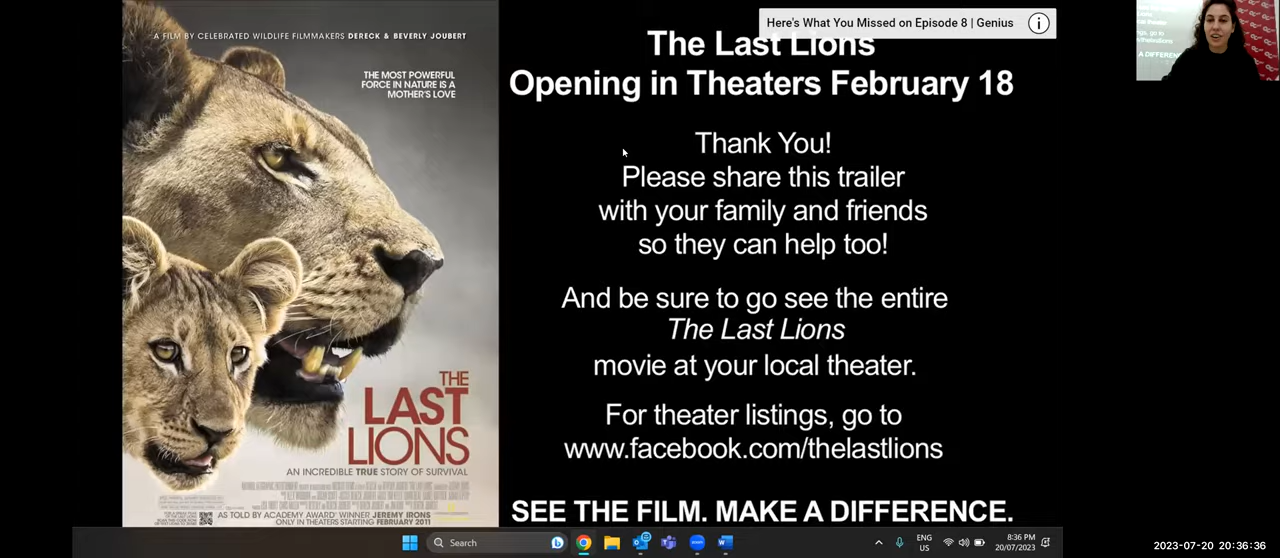 A FILM BY CELEBRATED WILDLIFE FILMMAKERS DERECK & BEVERLY JOUBERT
THE MOST POWERFUL
FORCE IN NATURE IS A
MOTHER'S LOVE
THE
LAST
LIONS
AN INCREDIBLE TRUE STORY OF SURVIVAL
AS TOLD BY ACADEMY AWARD WINNER JEREMY IRONS
ONLY IN THEATERS STARTING FEBRUARY 2011
Here's What You Missed on Episode 8 | Genius
The Last Lions
Opening in Theaters February 18
Thank You!
Please share this trailer
with your family and friends
so they can help too!
And be sure to go see the entire
The Last Lions
movie at your local theater.
For theater listings, go to
www.facebook.com/thelastlions
SEE THE FILM. MAKE A DIFFERENCE.
Search
ENG
US
8:36 PM
20/07/2023
2023-07-20 20:36:36